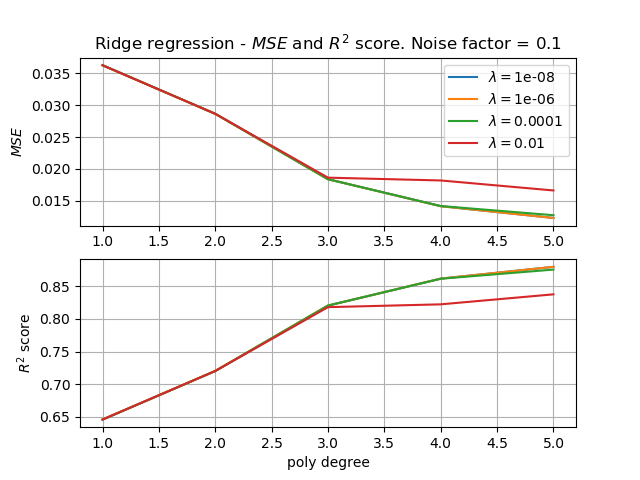 Ridge regression - MSE and R² score. Noise factor = 0.1
0.035
0.030
0.025
0.020
0.015
MSE
λ = 1e-08
λ = 1e-06
λ = 0.0001
λ = 0.01
1.0 1.5 2.0 2.5 3.0 3.5 4.0 4.5 5.0
0.85
0.80
0.75
0.70
0.65
R² score
1.0 1.5 2.0 2.5 3.0 3.5 4.0 4.5 5.0
poly degree